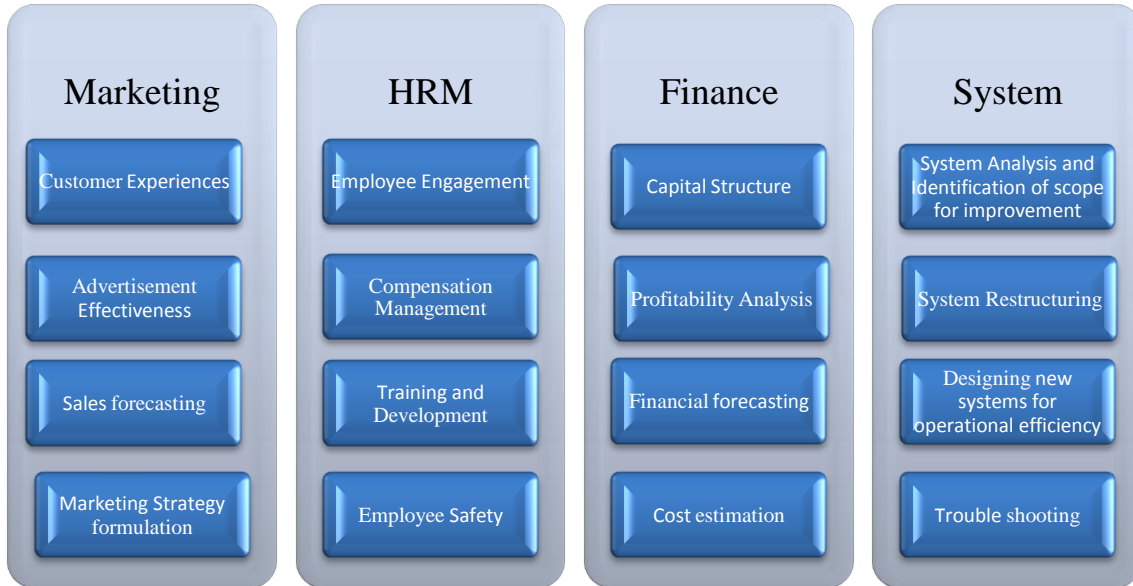 Marketing
Customer Experiences
Advertisement
Effectiveness
Sales forecasting
Marketing Strategy
formulation
HRM
Employee Engagement
Compensation
Management
Training and
Development
Employee Safety
Finance
Capital Structure
Profitability Analysis
Financial forecasting
Cost estimation
System
System Analysis and
Identification of scope
for improvement
System Restructuring
Designing new
systems for
operational efficiency
Trouble shooting